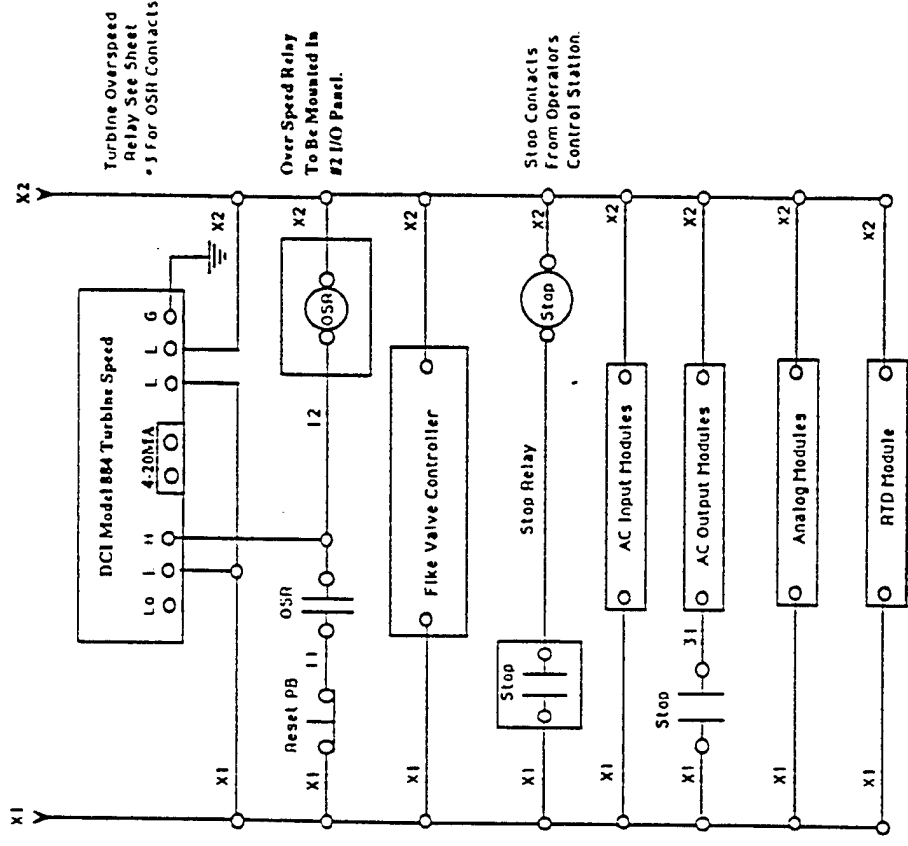 X1
X2
DCI Model 884 Turbine Speed
LO
I
H
4-20MA
L
L
G
Turbine Overspeed
Relay See Sheet
*3 For OSR Contacts
X1
X2
Reset PB
OSR
X1
11
12
OSR
X2
Over Speed Relay
To Be Mounted In
#2 I/O Panel.
X1
Fike Valve Controller
X2
Stop
Stop Relay
Stop
X2
Stop Contacts
From Operators
Control Station.
X1
AC Input Modules
X2
Stop
X1
31
AC Output Modules
X2
X1
Analog Modules
X2
X1
RTD Module
X2